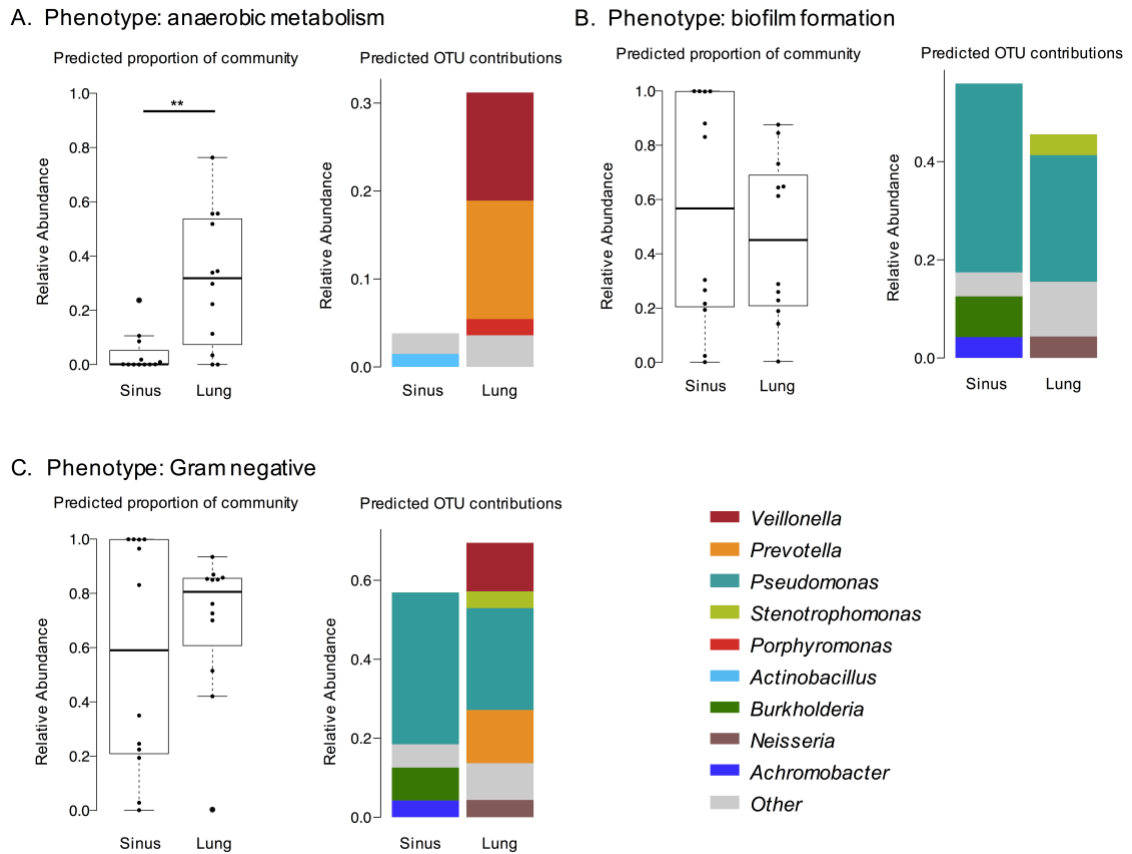 A. Phenotype: anaerobic metabolism
Predicted proportion of community
Relative Abundance
1.0
0.8
0.6
0.4
0.2
0.0
**
Sinus
Lung
Predicted OTU contributions
Relative Abundance
0.3
0.2
0.1
0.0
Sinus
Lung
B. Phenotype: biofilm formation
Predicted proportion of community
Relative Abundance
1.0
0.8
0.6
0.4
0.2
0.0
Sinus
Lung
Predicted OTU contributions
Relative Abundance
0.4
0.2
0.0
Sinus
Lung
C. Phenotype: Gram negative
Predicted proportion of community
Relative Abundance
1.0
0.8
0.6
0.4
0.2
0.0
Sinus
Lung
Predicted OTU contributions
Relative Abundance
0.6
0.4
0.2
0.0
Sinus
Lung
Veillonella
Prevotella
Pseudomonas
Stenotrophomonas
Porphyromonas
Actinobacillus
Burkholderia
Neisseria
Achromobacter
Other